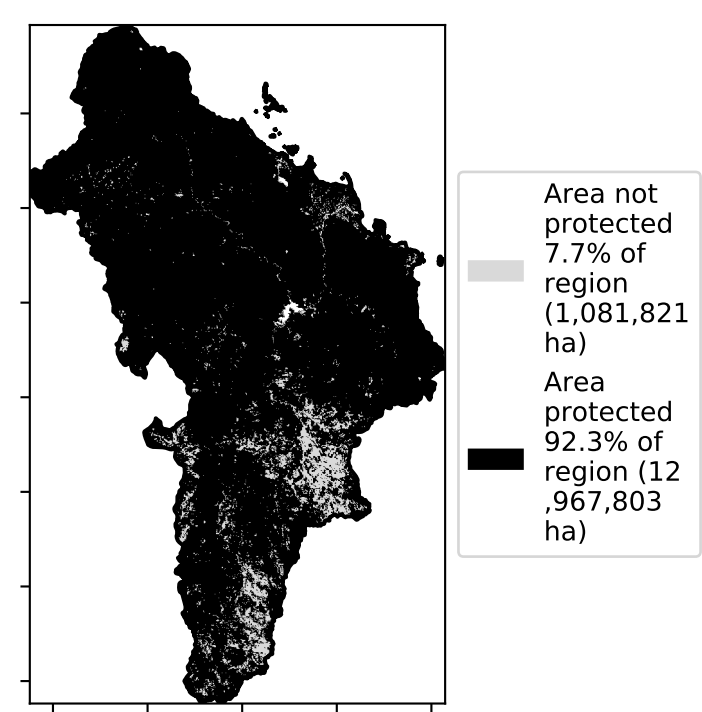 Area not
protected
7.7% of
region
(1,081,821
ha)
Area
protected
92.3% of
region (12
,967,803
ha)